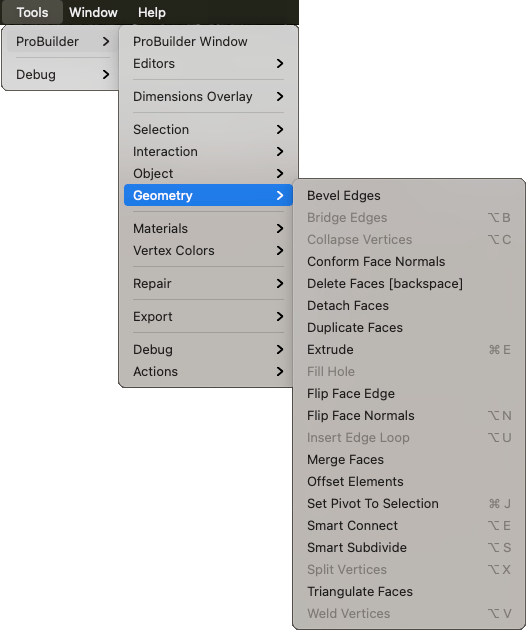 Tools Window Help
ProBuilder
Debug
ProBuilder Window
Editors
Dimensions Overlay
Selection
Interaction
Object
Geometry
Materials
Vertex Colors
Repair
Export
Debug
Actions
Bevel Edges
Bridge Edges ⌥ B
Collapse Vertices ⌥ C
Conform Face Normals
Delete Faces [backspace]
Detach Faces
Duplicate Faces
Extrude ⌘ E
Fill Hole
Flip Face Edge
Flip Face Normals ⌥ N
Insert Edge Loop ⌥ U
Merge Faces
Offset Elements
Set Pivot To Selection ⌘ J
Smart Connect ⌥ E
Smart Subdivide ⌥ S
Split Vertices ⌥ X
Triangulate Faces
Weld Vertices ⌥ V